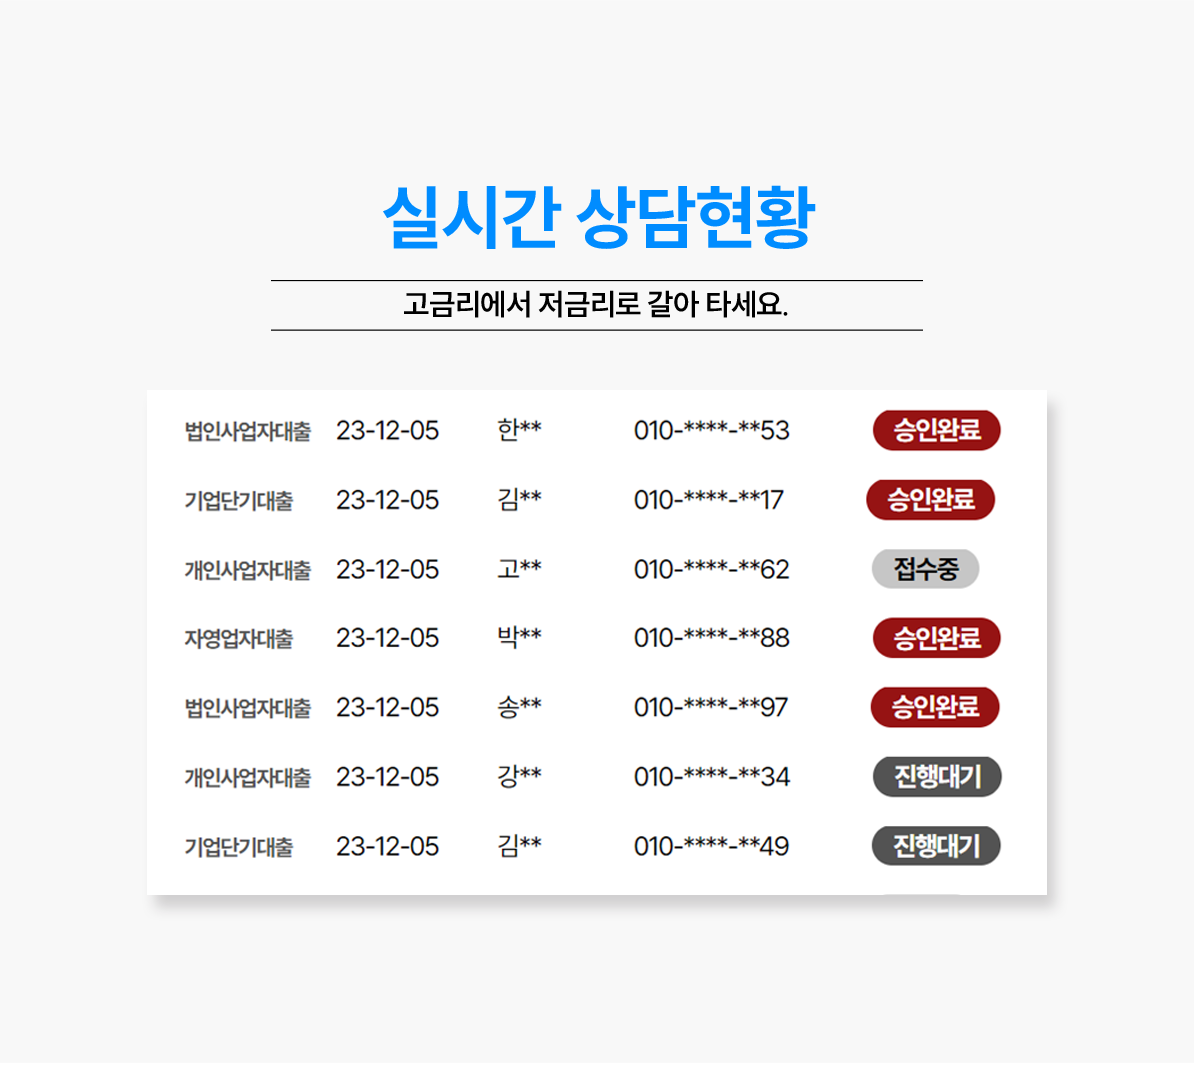 실시간 상담현황
고금리에서 저금리로 갈아 타세요.
법인사업자대출 23-12-05 한** 010-****-**53 승인완료
기업단기대출 23-12-05 김** 010-****-**17 승인완료
개인사업자대출 23-12-05 고** 010-****-**62 접수중
자영업자대출 23-12-05 박** 010-****-**88 승인완료
법인사업자대출 23-12-05 송** 010-****-**97 승인완료
개인사업자대출 23-12-05 강** 010-****-**34 진행대기
기업단기대출 23-12-05 김** 010-****-**49 진행대기